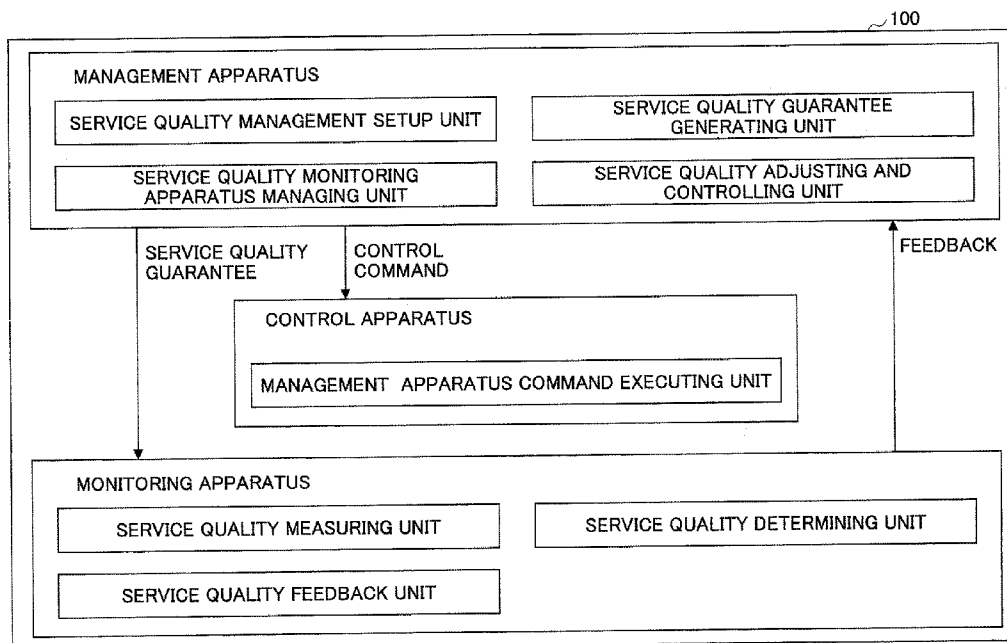 100
MANAGEMENT APPARATUS
SERVICE QUALITY MANAGEMENT SETUP UNIT
SERVICE QUALITY GUARANTEE
GENERATING UNIT
SERVICE QUALITY MONITORING
APPARATUS MANAGING UNIT
SERVICE QUALITY ADJUSTING AND
CONTROLLING UNIT
SERVICE QUALITY
GUARANTEE
CONTROL
COMMAND
FEEDBACK
CONTROL APPARATUS
MANAGEMENT APPARATUS COMMAND EXECUTING UNIT
MONITORING APPARATUS
SERVICE QUALITY MEASURING UNIT
SERVICE QUALITY DETERMINING UNIT
SERVICE QUALITY FEEDBACK UNIT